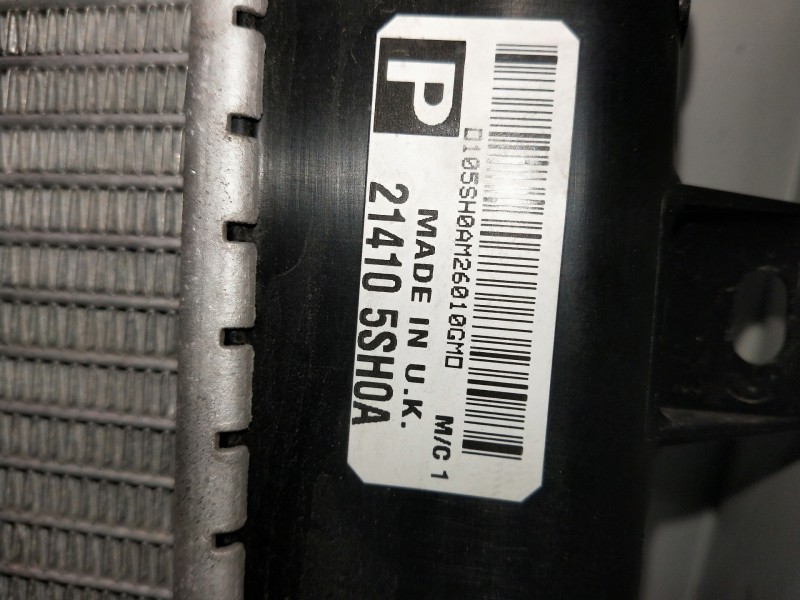 P
D105SH0AM26010GMD
MADE IN U.K. M/C 1
21410 5SH0A